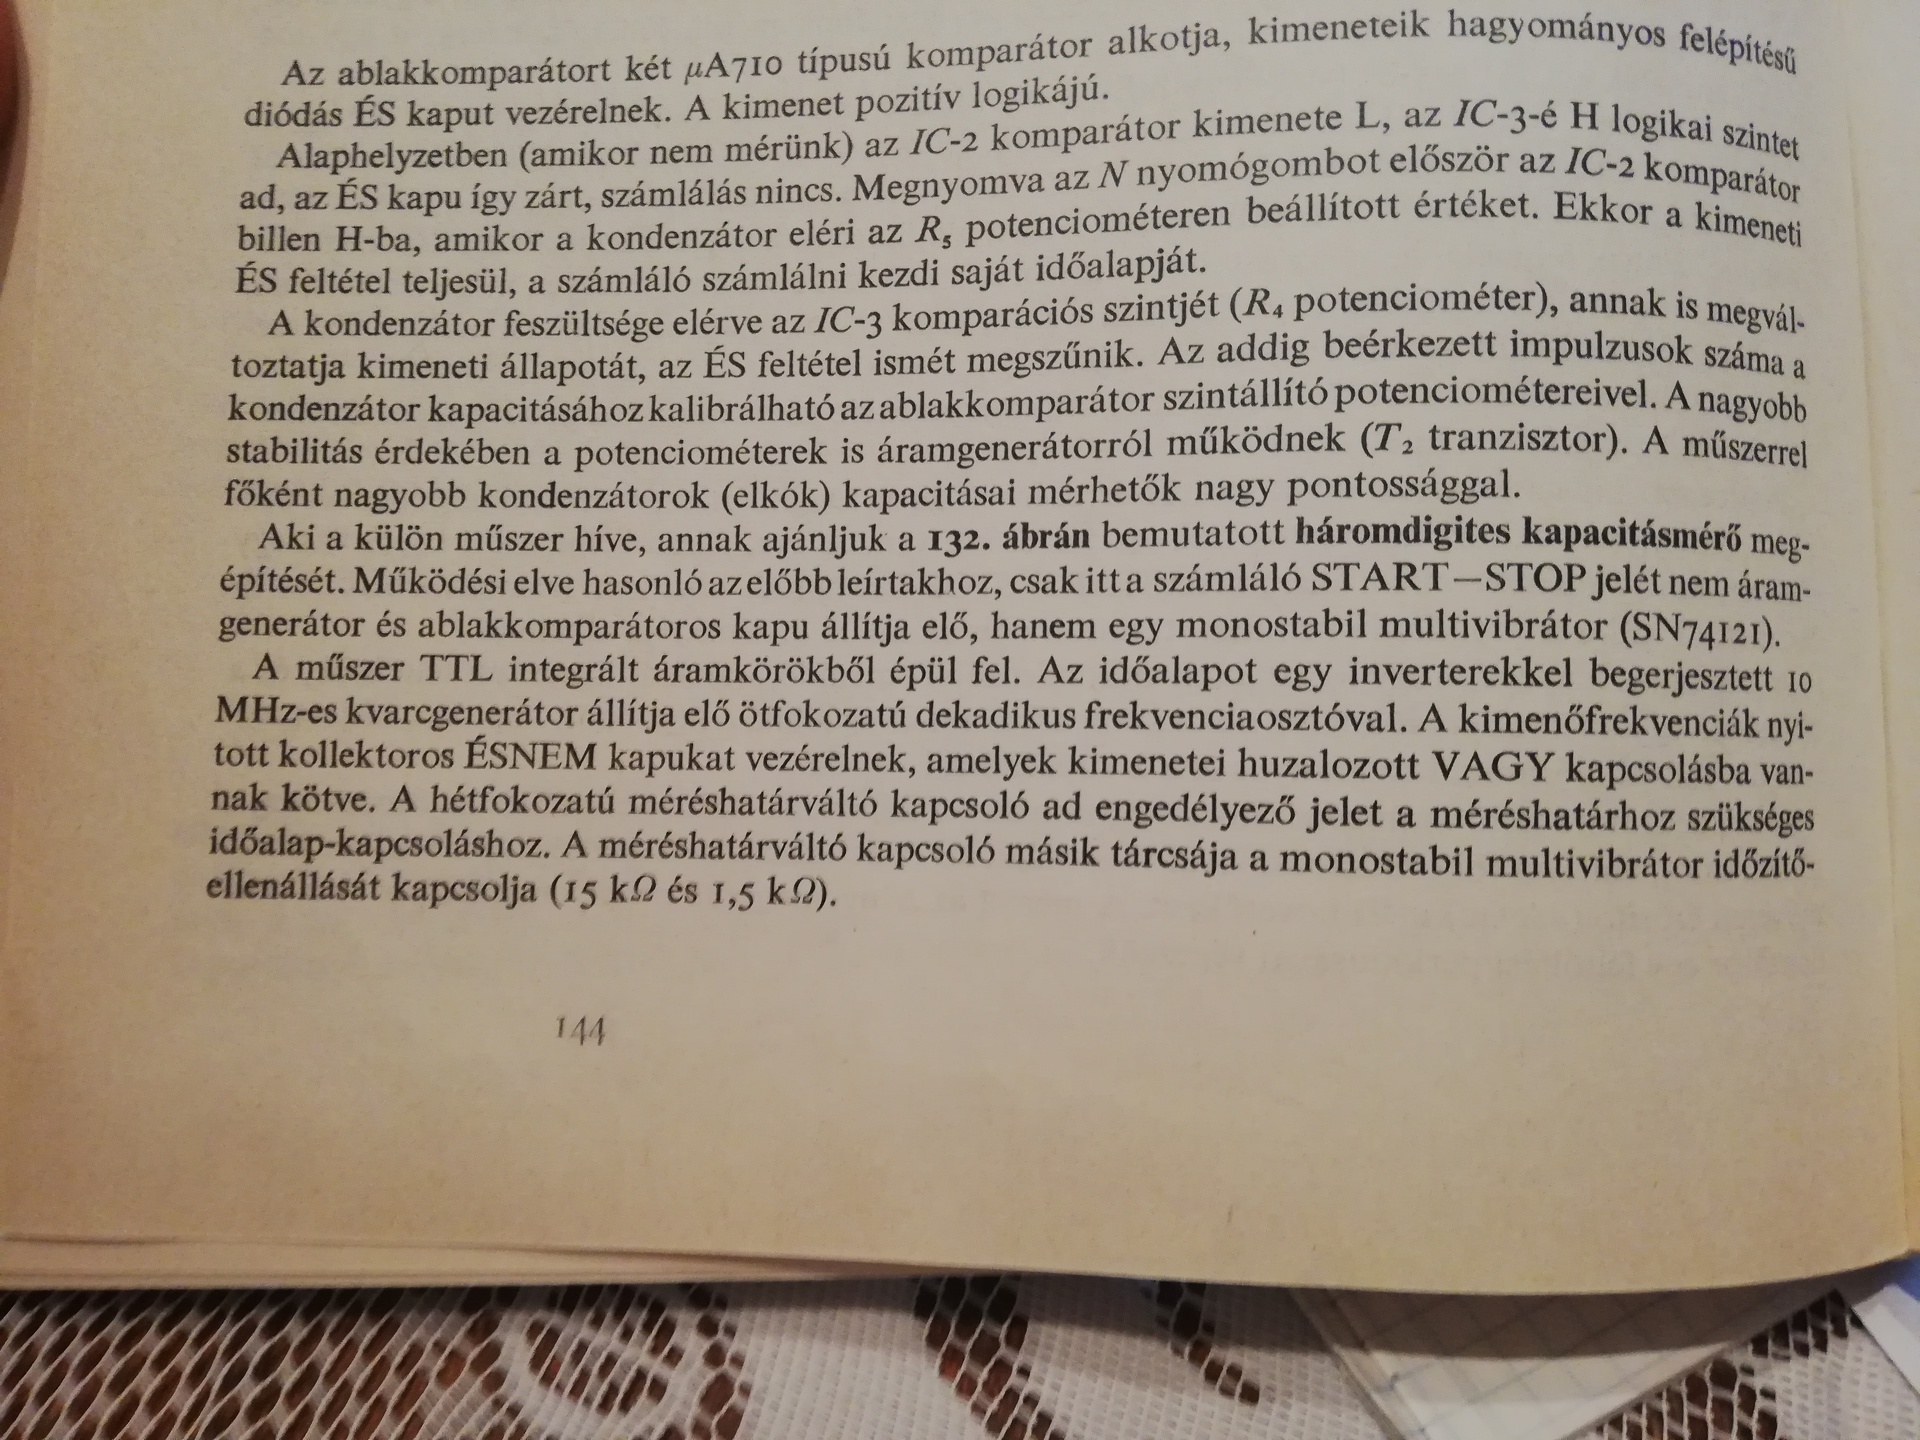 Az ablakkomparátort két μA710 típusú komparátor alkotja, kimeneteik hagyományos felépítésű
diódás ÉS kaput vezérelnek. A kimenet pozitív logikájú.
Alaphelyzetben (amikor nem mérünk) az IC-2 komparátor kimenete L, az IC-3-é H logikai szintet
ad, az ÉS kapu így zárt, számlálás nincs. Megnyomva az N nyomógombot először az IC-2 komparátor
billen H-ba, amikor a kondenzátor eléri az R₅ potenciométeren beállított értéket. Ekkor a kimeneti
ÉS feltétel teljesül, a számláló számlálni kezdi saját időalapját.
A kondenzátor feszültsége elérve az IC-3 komparációs szintjét (R₄ potenciométer), annak is megvál-
toztatja kimeneti állapotát, az ÉS feltétel ismét megszűnik. Az addig beérkezett impulzusok száma a
kondenzátor kapacitásához kalibrálható az ablakkomparátor szintállító potenciométereivel. A nagyobb
stabilitás érdekében a potenciométerek is áramgenerátorról működnek (T₂ tranzisztor). A műszerrel
főként nagyobb kondenzátorok (elkók) kapacitásai mérhetők nagy pontossággal.
Aki a külön műszer híve, annak ajánljuk a 132. ábrán bemutatott háromdigites kapacitásmérő meg-
építését. Működési elve hasonló az előbb leírtakhoz, csak itt a számláló START—STOP jelét nem áram-
generátor és ablakkomparátoros kapu állítja elő, hanem egy monostabil multivibrátor (SN74121).
A műszer TTL integrált áramkörökből épül fel. Az időalapot egy inverterekkel begerjesztett 10
MHz-es kvarcgenerátor állítja elő ötfokozatú dekadikus frekvenciaosztóval. A kimenőfrekvenciák nyi-
tott kollektoros ÉSNEM kapukat vezérelnek, amelyek kimenetei huzalozott VAGY kapcsolásba van-
nak kötve. A hétfokozatú méréshatárváltó kapcsoló ad engedélyező jelet a méréshatárhoz szükséges
időalap-kapcsoláshoz. A méréshatárváltó kapcsoló másik tárcsája a monostabil multivibrátor időzítő-
ellenállását kapcsolja (15 kΩ és 1,5 kΩ).
144